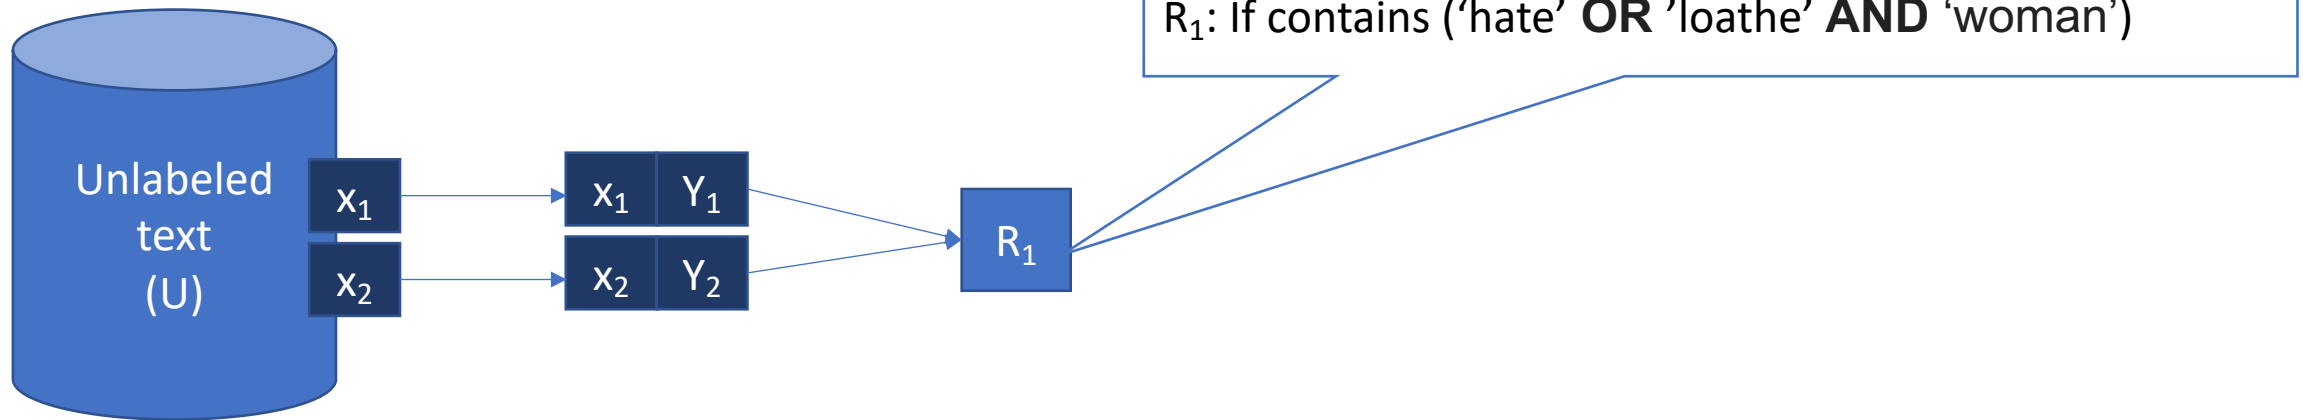 R₁: If contains (‘hate’ OR ’loathe’ AND ‘woman’)
Unlabeled
text
(U)
x₁
x₂
x₁ Y₁
x₂ Y₂
R₁